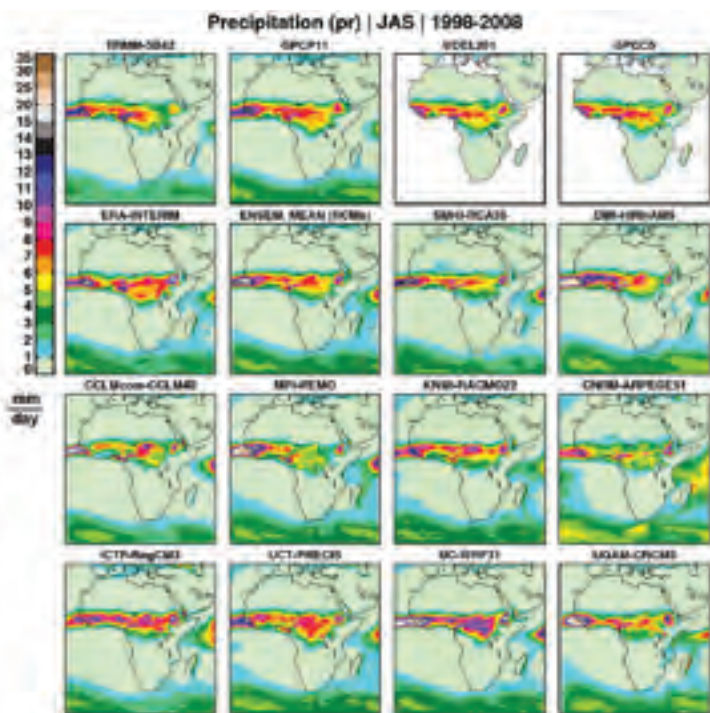 Precipitation (pr) | JAS | 1998-2008
TRMM-3B42
GPCP11
UDEL201
GPCC5
35
30
25
20
15
14
13
12
11
10
9
8
7
6
5
4
3
2
1
0
ERA-INTERIM
ENSEM_MEAN (RCMs)
SMHI-RCA35
DMI-HIRHAM5
CCLMcom-CCLM48
MPI-REMO
KNMI-RACMO22
CNRM-ARPEGE51
mm
day
ICTP-RegCM3
UCT-PRECIS
UC-WRF31
UQAM-CRCM5